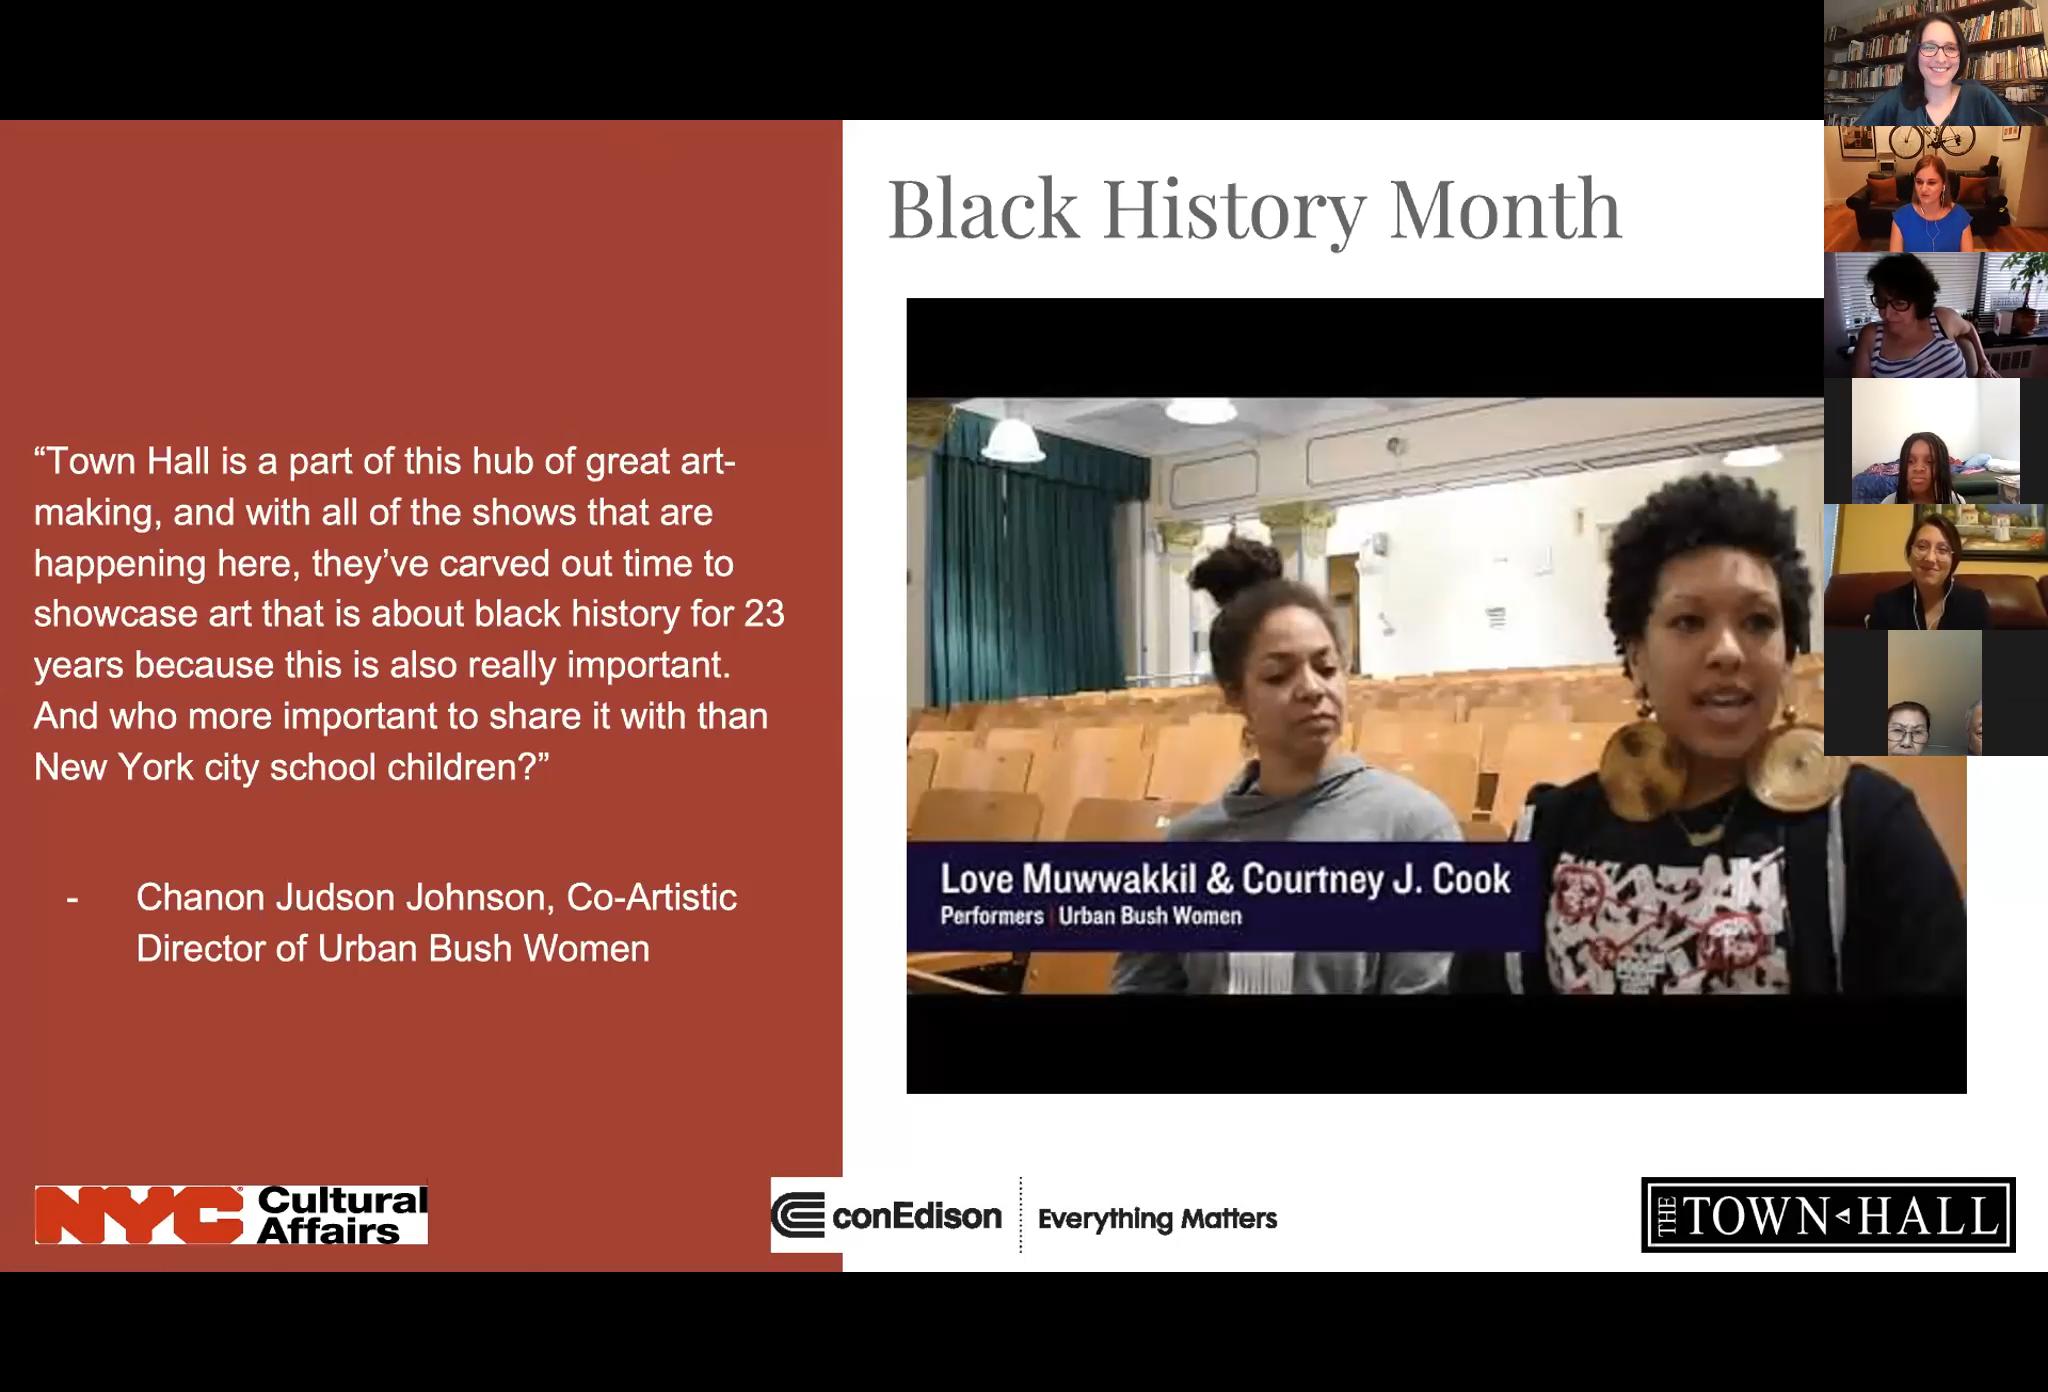 Black History Month
“Town Hall is a part of this hub of great art-
making, and with all of the shows that are
happening here, they’ve carved out time to
showcase art that is about black history for 23
years because this is also really important.
And who more important to share it with than
New York city school children?”
- Chanon Judson Johnson, Co-Artistic
Director of Urban Bush Women
Love Muwwakkil & Courtney J. Cook
Performers | Urban Bush Women
NYC® Cultural
Affairs
conEdison
Everything Matters
THE TOWN HALL